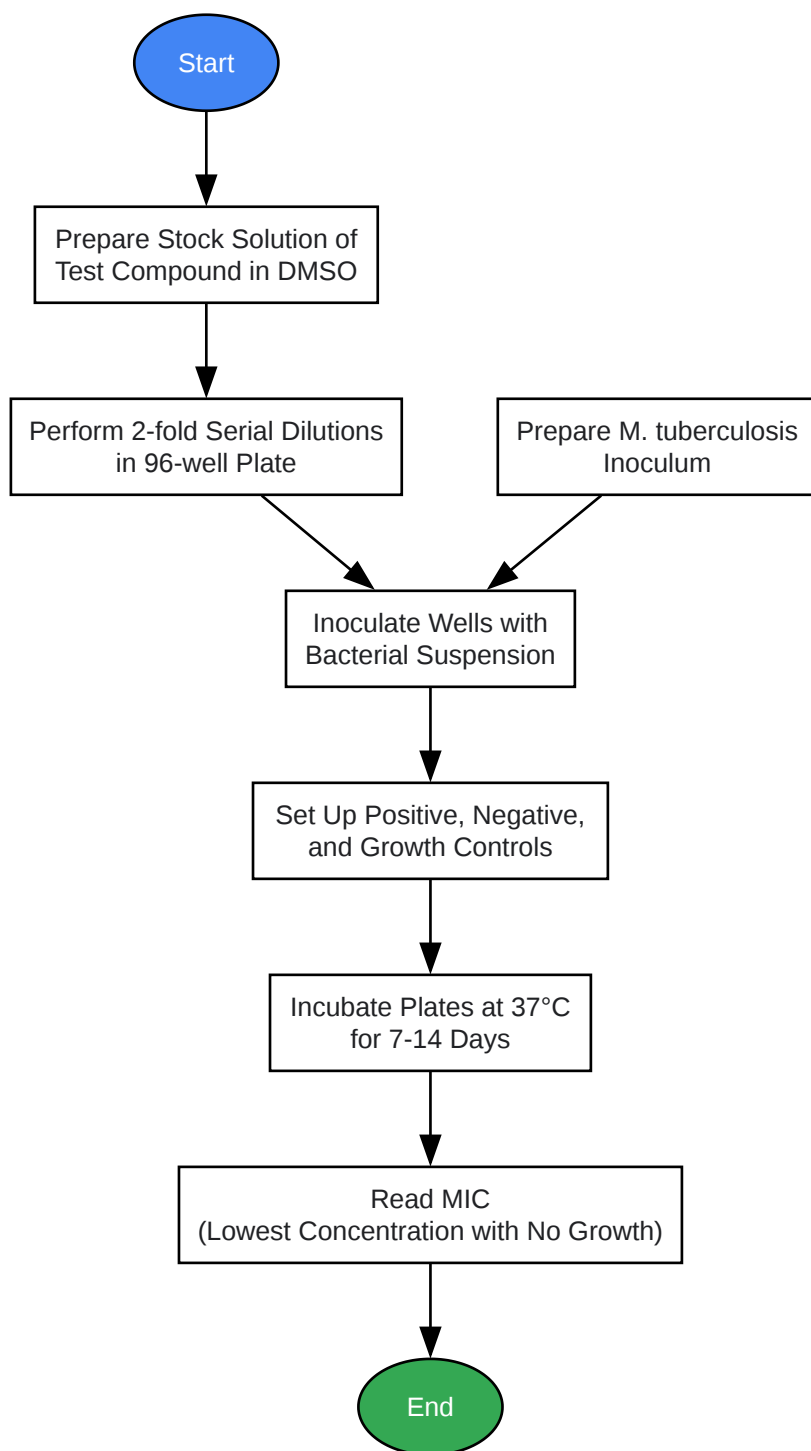 Start
Prepare Stock Solution of
Test Compound in DMSO
Perform 2-fold Serial Dilutions
in 96-well Plate
Prepare M. tuberculosis
Inoculum
Inoculate Wells with
Bacterial Suspension
Set Up Positive, Negative,
and Growth Controls
Incubate Plates at 37°C
for 7-14 Days
Read MIC
(Lowest Concentration with No Growth)
End